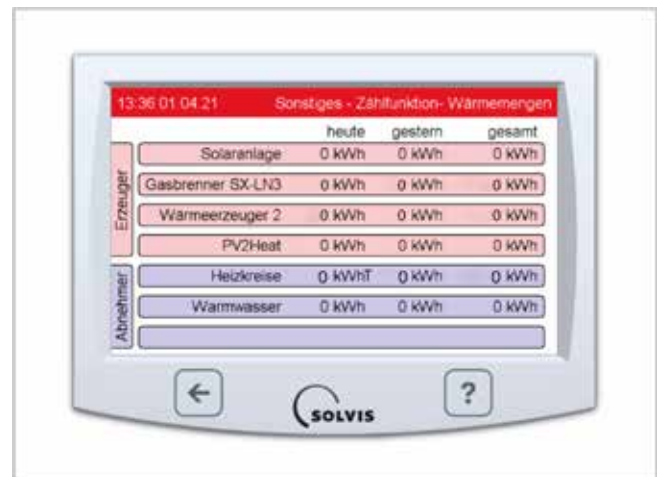 13:36 01.04.21 Sonstiges - Zählfunktion- Wärmemengen
heute gestern gesamt
Erzeuger
Solaranlage 0 kWh 0 kWh 0 kWh
Gasbrenner SX-LN3 0 kWh 0 kWh 0 kWh
Wärmeerzeuger 2 0 kWh 0 kWh 0 kWh
PV2Heat 0 kWh 0 kWh 0 kWh
Abnehmer
Heizkreise 0 kWhT 0 kWh 0 kWh
Warmwasser 0 kWh 0 kWh 0 kWh
?
SOLVIS